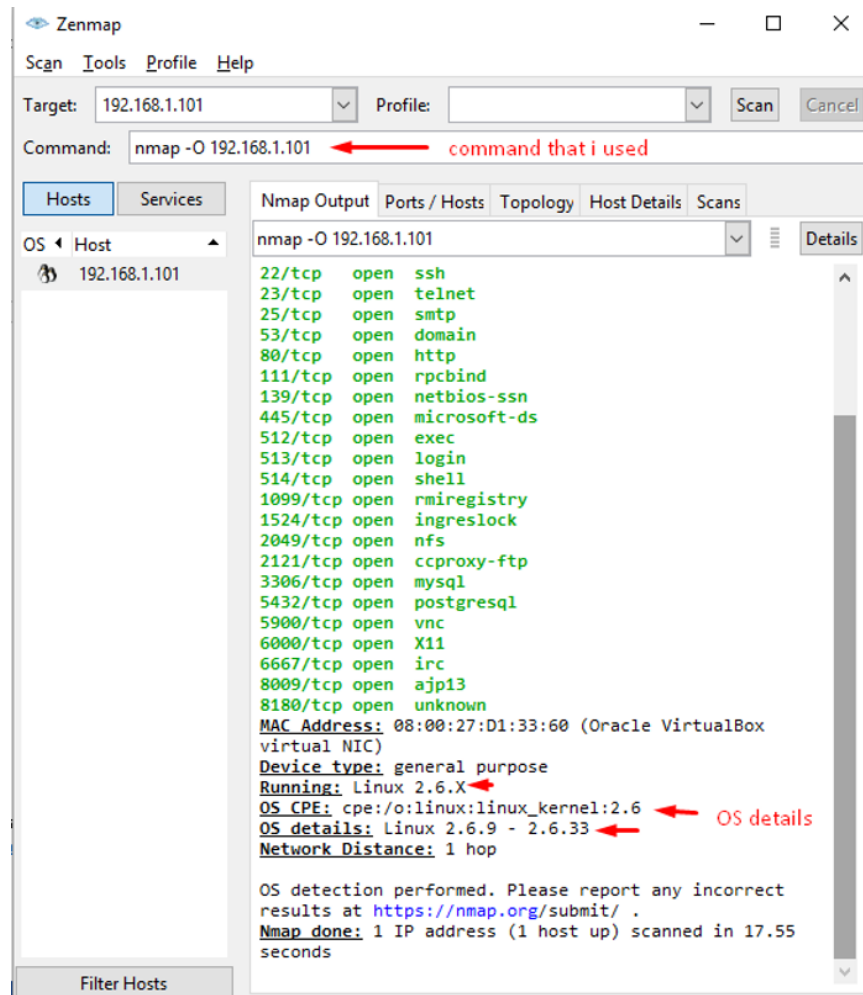 Zenmap
Scan Tools Profile Help
Target: 192.168.1.101 Profile: Scan Cancel
Command: nmap -O 192.168.1.101 command that i used
Hosts Services Nmap Output Ports / Hosts Topology Host Details Scans
OS Host nmap -O 192.168.1.101 Details
192.168.1.101
22/tcp open ssh
23/tcp open telnet
25/tcp open smtp
53/tcp open domain
80/tcp open http
111/tcp open rpcbind
139/tcp open netbios-ssn
445/tcp open microsoft-ds
512/tcp open exec
513/tcp open login
514/tcp open shell
1099/tcp open rmiregistry
1524/tcp open ingreslock
2049/tcp open nfs
2121/tcp open ccproxy-ftp
3306/tcp open mysql
5432/tcp open postgresql
5900/tcp open vnc
6000/tcp open X11
6667/tcp open irc
8009/tcp open ajp13
8180/tcp open unknown
MAC Address: 08:00:27:D1:33:60 (Oracle VirtualBox
virtual NIC)
Device type: general purpose
Running: Linux 2.6.X
OS CPE: cpe:/o:linux:linux_kernel:2.6 OS details
OS details: Linux 2.6.9 - 2.6.33
Network Distance: 1 hop
OS detection performed. Please report any incorrect
results at https://nmap.org/submit/ .
Nmap done: 1 IP address (1 host up) scanned in 17.55
seconds
Filter Hosts